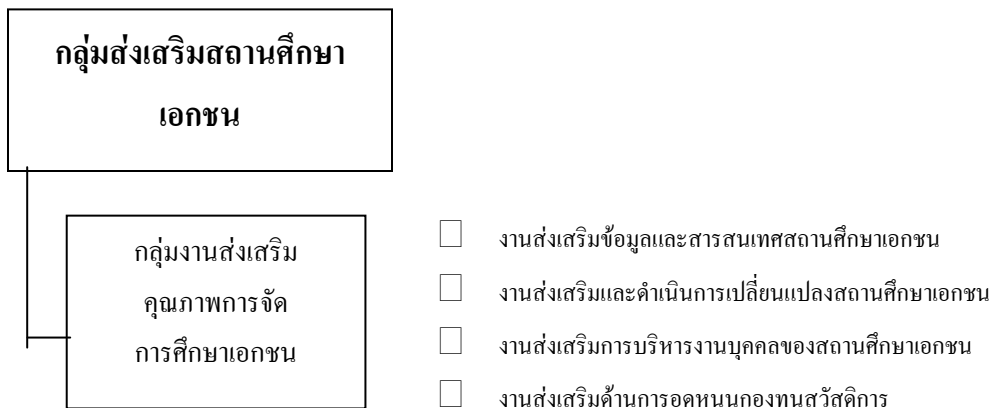 กลุ่มส่งเสริมสถานศึกษา
เอกชน
กลุ่มงานส่งเสริม
คุณภาพการจัด
การศึกษาเอกชน
งานส่งเสริมข้อมูลและสารสนเทศสถานศึกษาเอกชน
งานส่งเสริมและดำเนินการเปลี่ยนแปลงสถานศึกษาเอกชน
งานส่งเสริมการบริหารงานบุคคลของสถานศึกษาเอกชน
งานส่งเสริมด้านการอุดหนุนกองทุนสวัสดิการ